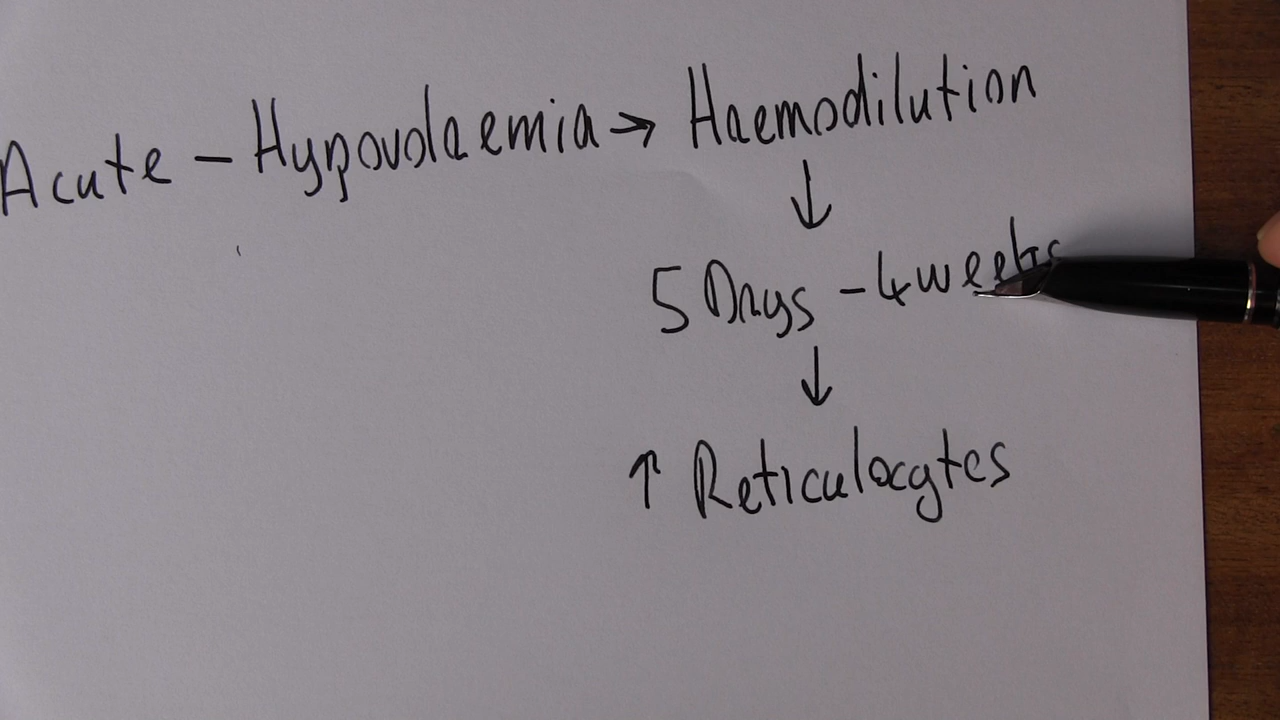 Acute - Hypovolaemia → Haemodilution
↓
5 Days - 4 weeks
↓
↑ Reticulocytes